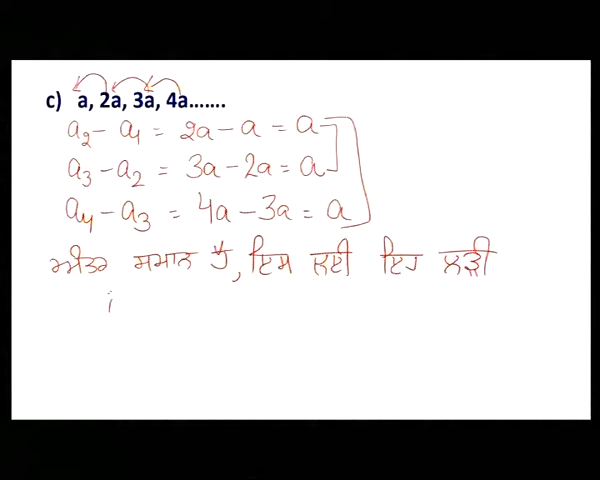 c) a, 2a, 3a, 4a.......
a₂ - a₁ = 2a - a = a
a₃ - a₂ = 3a - 2a = a
a₄ - a₃ = 4a - 3a = a
ਅੰਤਰ ਸਮਾਨ ਹੈ, ਇਸ ਲਈ ਇਹ ਲੜੀ